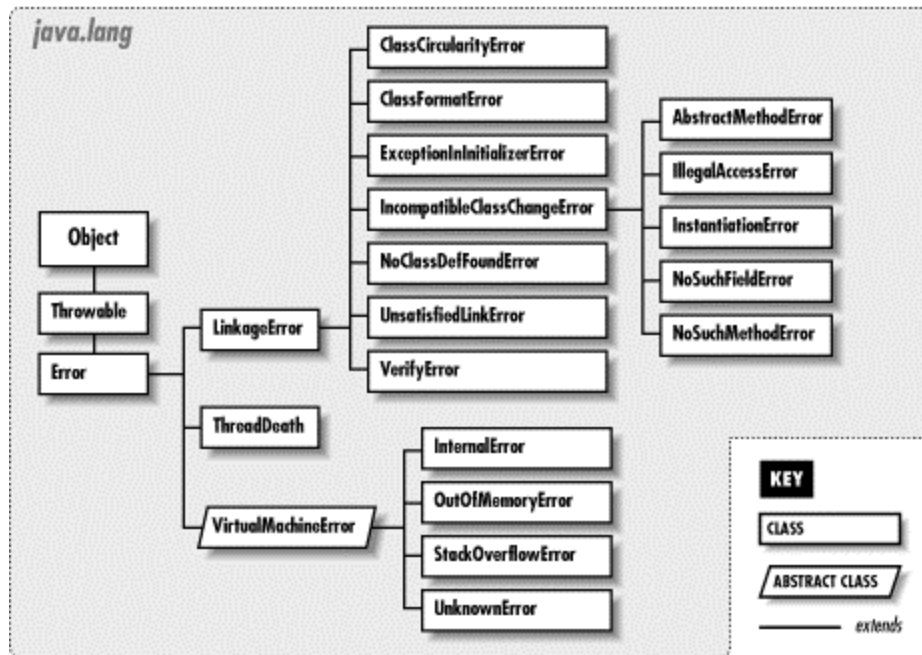 java.lang
Object
Throwable
Error
LinkageError
ThreadDeath
VirtualMachineError
ClassCircularityError
ClassFormatError
ExceptionInInitializerError
IncompatibleClassChangeError
NoClassDefFoundError
UnsatisfiedLinkError
VerifyError
AbstractMethodError
IllegalAccessError
InstantiationError
NoSuchFieldError
NoSuchMethodError
InternalError
OutOfMemoryError
StackOverflowError
UnknownError
KEY
CLASS
ABSTRACT CLASS
extends